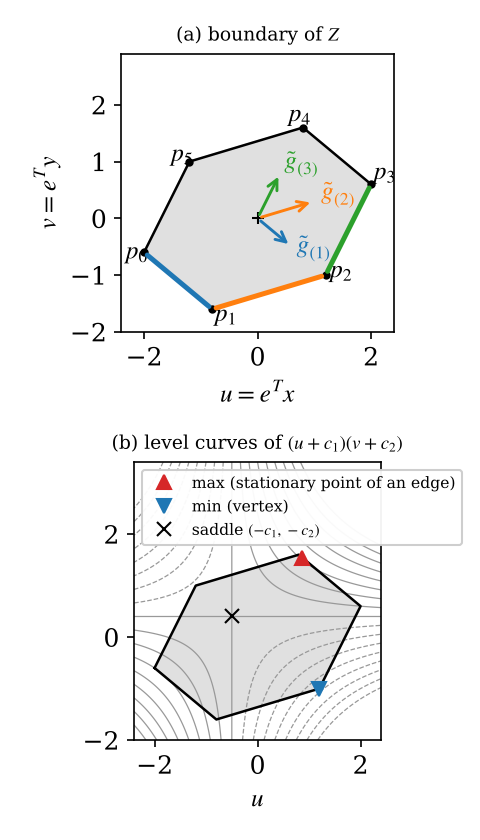 (a) boundary of Z
v = e^T y
2
1
0
−1
−2
p₄
p₅
p₃
g̃₍₃₎
g̃₍₂₎
g̃₍₁₎
p₆
p₂
p₁
−2 0 2
u = e^T x
(b) level curves of (u + c₁)(v + c₂)
max (stationary point of an edge)
min (vertex)
saddle (−c₁, −c₂)
2
0
−2
−2 0 2
u